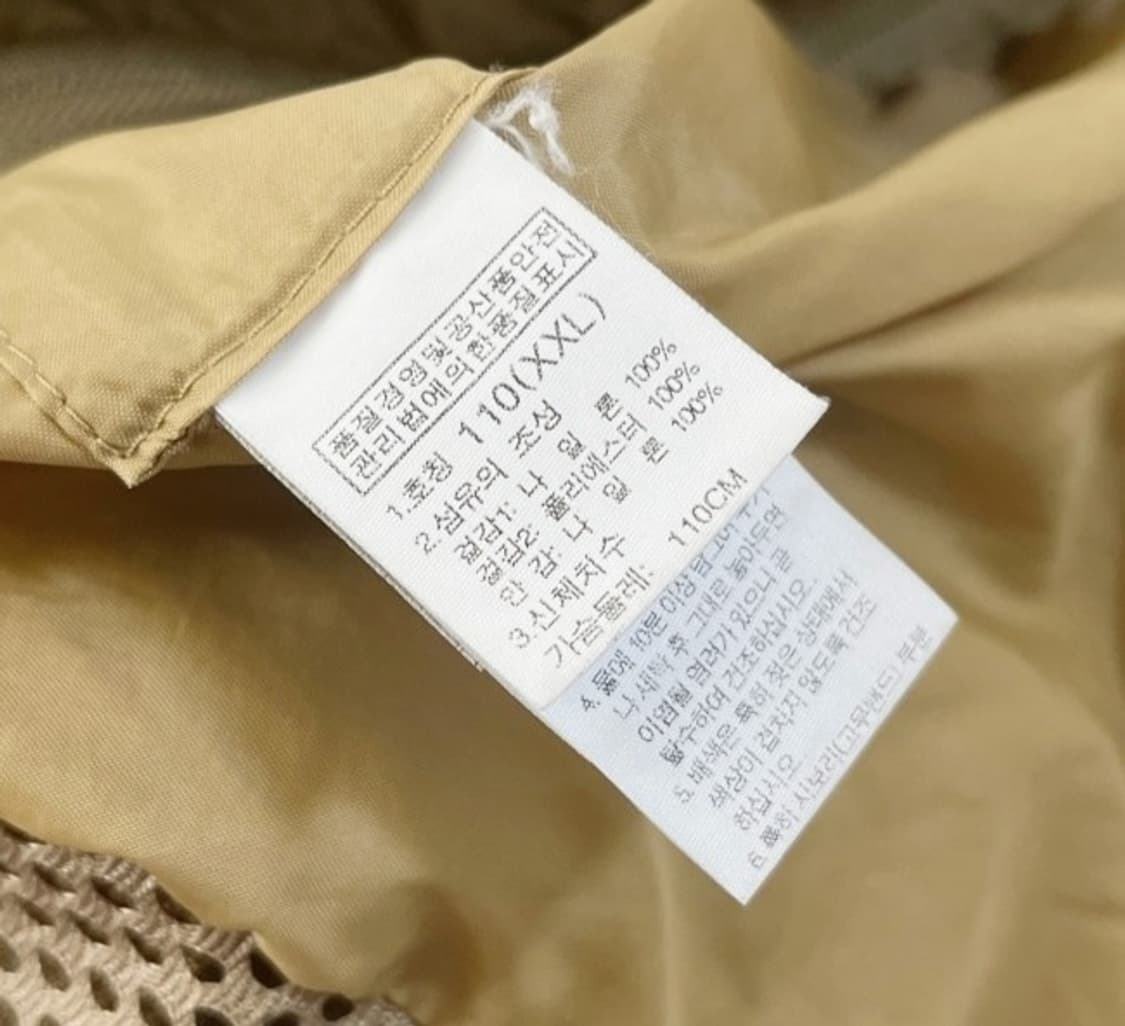 품질경영및공산품안전
관리법에의한품질표시
1.호칭 110(XXL)
2.섬유의 조성
겉감1: 나 일 론 100%
겉감2: 폴리에스터 100%
안 감: 나 일 론 100%
3.신체치수
가슴둘레: 110CM
4. 물에 10분 이상
나 세탁 후 그대로 놓아두면
이염될 염려가 있으니 곧
탈수하여 건조하십시오.
5. 배색은 특히 젖은 상태에서
색상이 겹치지 않도록 건조
하십시오.
6. 특히 시보리(고무밴드) 부분